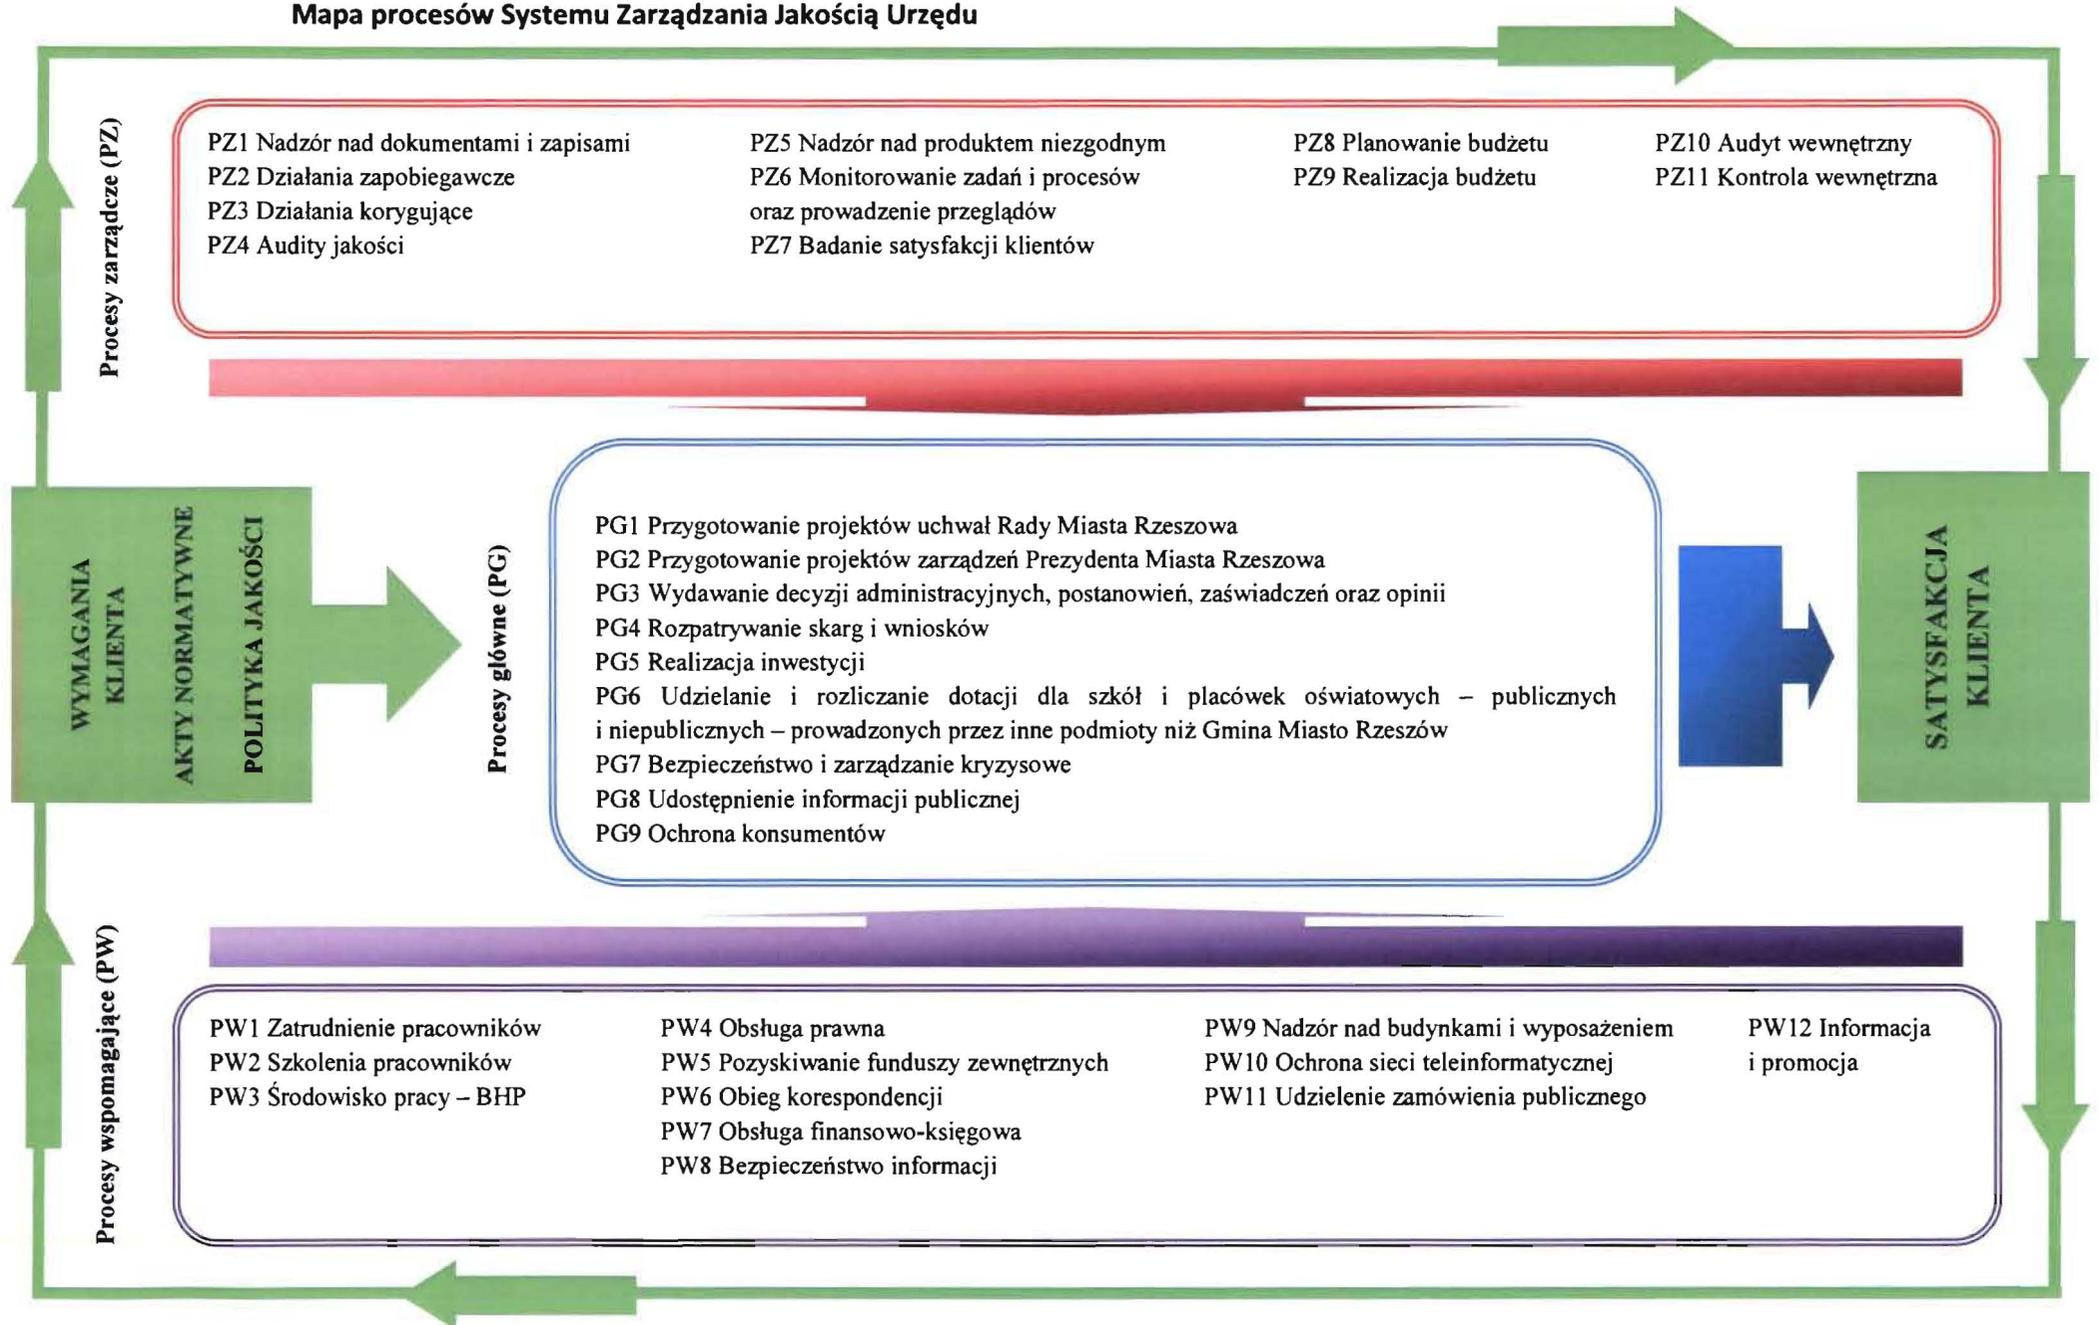 Mapa procesów Systemu Zarządzania Jakością Urzędu
Procesy zarządcze (PZ)
PZ1 Nadzór nad dokumentami i zapisami
PZ2 Działania zapobiegawcze
PZ3 Działania korygujące
PZ4 Audity jakości
PZ5 Nadzór nad produktem niezgodnym
PZ6 Monitorowanie zadań i procesów
oraz prowadzenie przeglądów
PZ7 Badanie satysfakcji klientów
PZ8 Planowanie budżetu
PZ9 Realizacja budżetu
PZ10 Audyt wewnętrzny
PZ11 Kontrola wewnętrzna
WYMAGANIA
KLIENTA
AKTY NORMATYWNE
POLITYKA JAKOŚCI
Procesy główne (PG)
PG1 Przygotowanie projektów uchwał Rady Miasta Rzeszowa
PG2 Przygotowanie projektów zarządzeń Prezydenta Miasta Rzeszowa
PG3 Wydawanie decyzji administracyjnych, postanowień, zaświadczeń oraz opinii
PG4 Rozpatrywanie skarg i wniosków
PG5 Realizacja inwestycji
PG6 Udzielanie i rozliczanie dotacji dla szkół i placówek oświatowych – publicznych
i niepublicznych – prowadzonych przez inne podmioty niż Gmina Miasto Rzeszów
PG7 Bezpieczeństwo i zarządzanie kryzysowe
PG8 Udostępnienie informacji publicznej
PG9 Ochrona konsumentów
SATYSFAKCJA
KLIENTA
Procesy wspomagające (PW)
PW1 Zatrudnienie pracowników
PW2 Szkolenia pracowników
PW3 Środowisko pracy – BHP
PW4 Obsługa prawna
PW5 Pozyskiwanie funduszy zewnętrznych
PW6 Obieg korespondencji
PW7 Obsługa finansowo-księgowa
PW8 Bezpieczeństwo informacji
PW9 Nadzór nad budynkami i wyposażeniem
PW10 Ochrona sieci teleinformatycznej
PW11 Udzielenie zamówienia publicznego
PW12 Informacja
i promocja